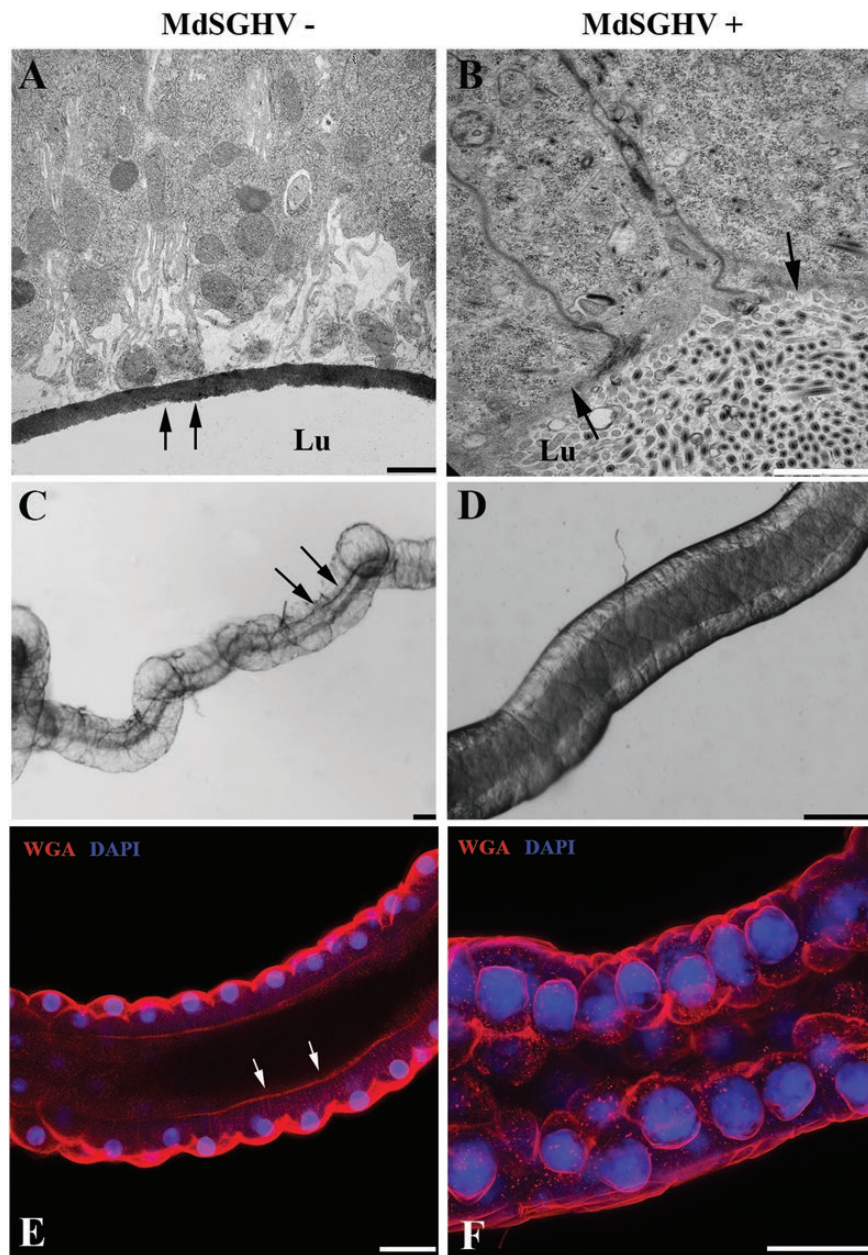 MdSGHV - MdSGHV +
A B
Lu Lu
C D
WGA DAPI WGA DAPI
E F